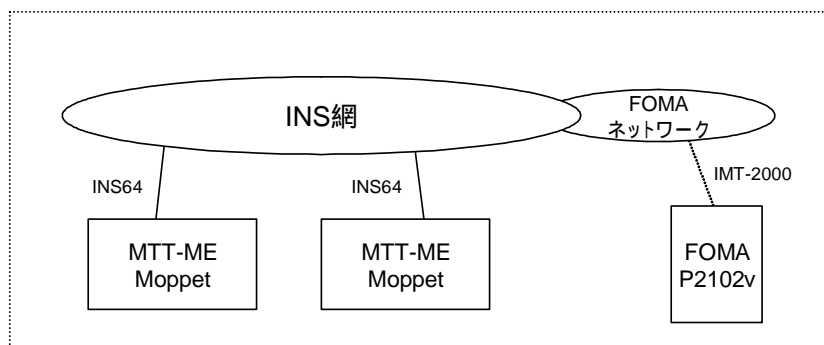 INS網
FOMA
ネットワーク
INS64
INS64
IMT-2000
MTT-ME
Moppet
MTT-ME
Moppet
FOMA
P2102v